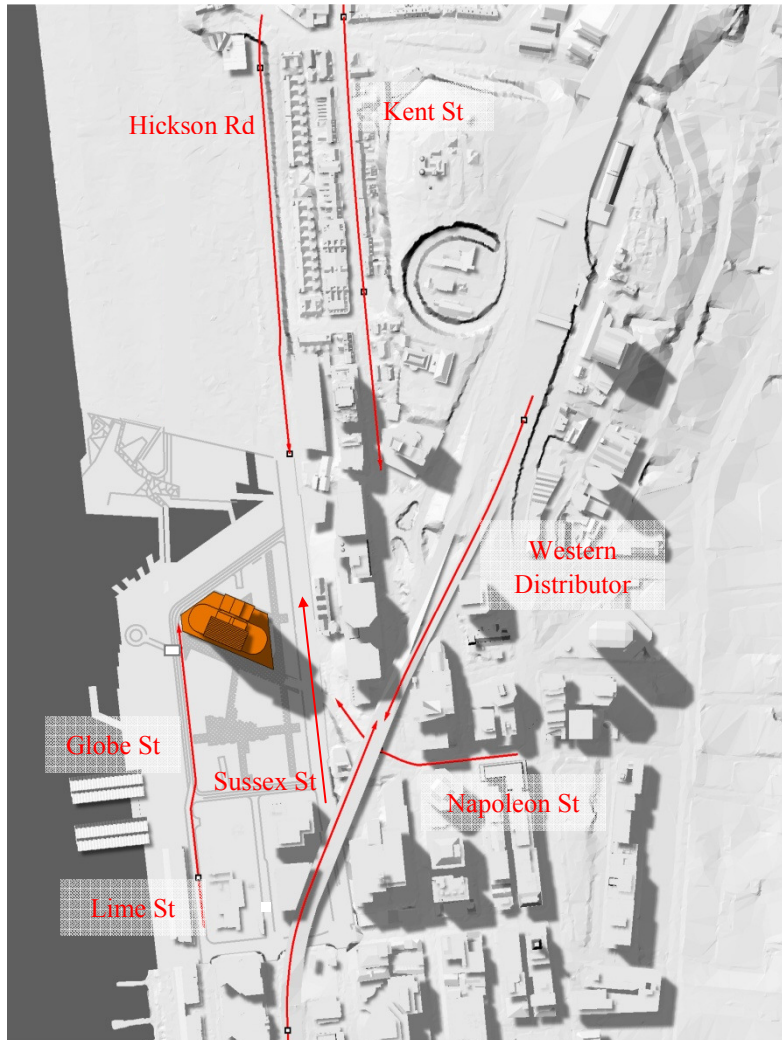 Kent St
Hickson Rd
Western
Distributor
Globe St
Sussex St
Napoleon St
Lime St